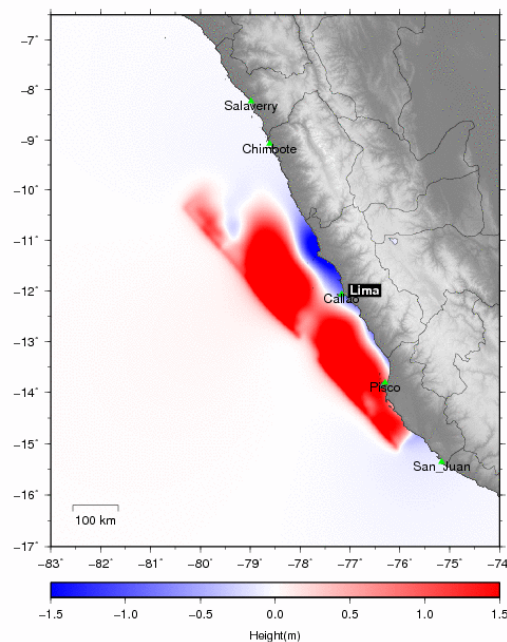 −7°
−8°
Salaverry
−9°
Chimbote
−10°
−11°
−12°
Lima
Callao
−13°
−14°
Pisco
−15°
San_Juan
−16°
100 km
−17°
−83° −82° −81° −80° −79° −78° −77° −76° −75° −74°
−1.5 −1.0 −0.5 0.0 0.5 1.0 1.5
Height(m)